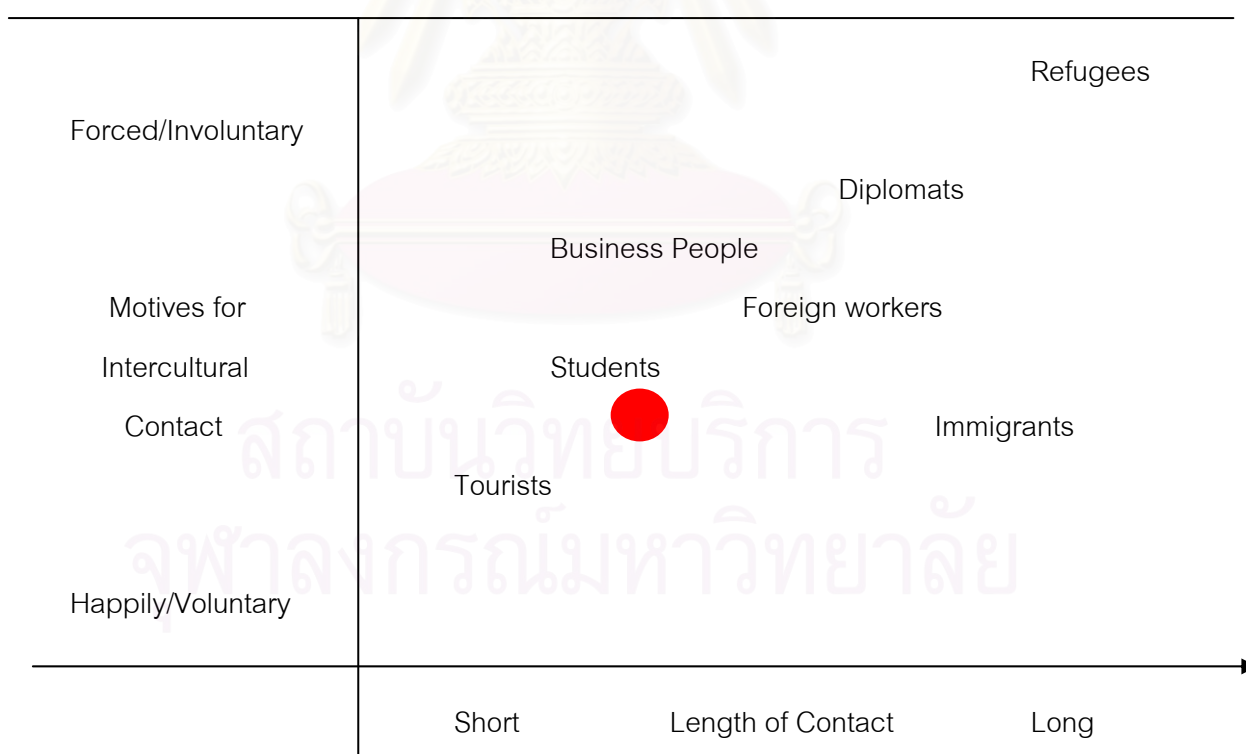 Refugees
Forced/Involuntary
Diplomats
Business People
Motives for
Foreign workers
Intercultural
Students
Contact
Immigrants
Tourists
Happily/Voluntary
Short Length of Contact Long
สถาบันวิทยบริการ
จุฬาลงกรณ์มหาวิทยาลัย